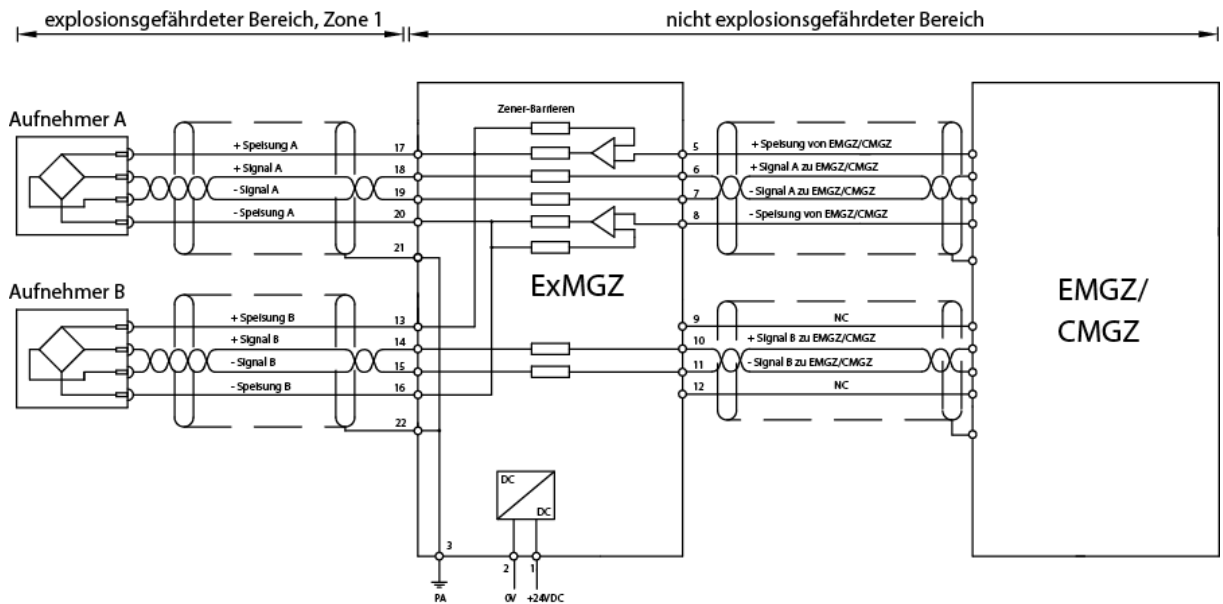 explosionsgefährdeter Bereich, Zone 1
nicht explosionsgefährdeter Bereich
Aufnehmer A
+ Speisung A
+ Signal A
- Signal A
- Speisung A
17
18
19
20
21
Zener-Barrieren
5
6
7
8
+ Speisung von EMGZ/CMGZ
+ Signal A zu EMGZ/CMGZ
- Signal A zu EMGZ/CMGZ
- Speisung von EMGZ/CMGZ
ExMGZ
EMGZ/
CMGZ
Aufnehmer B
+ Speisung B
+ Signal B
- Signal B
- Speisung B
13
14
15
16
22
9
10
11
12
NC
+ Signal B zu EMGZ/CMGZ
- Signal B zu EMGZ/CMGZ
NC
DC
DC
3
2
1
PA
0V
+24VDC